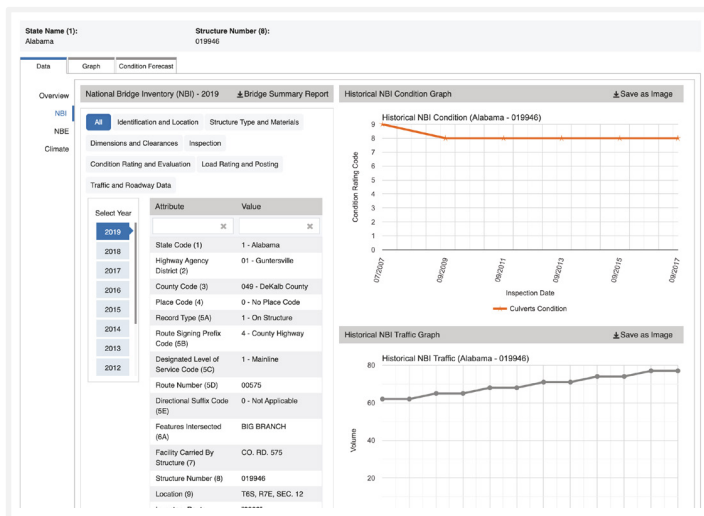 State Name (1):
Alabama
Structure Number (8):
019946
Data
Graph
Condition Forecast
Overview
NBI
NBE
Climate
National Bridge Inventory (NBI) - 2019
Bridge Summary Report
All
Identification and Location
Structure Type and Materials
Dimensions and Clearances
Inspection
Condition Rating and Evaluation
Load Rating and Posting
Traffic and Roadway Data
Select Year
2019
2018
2017
2016
2015
2014
2013
2012
Attribute Value
State Code (1) 1 - Alabama
Highway Agency 01 - Guntersville
District (2)
County Code (3) 049 - DeKalb County
Place Code (4) 0 - No Place Code
Record Type (5A) 1 - On Structure
Route Signing Prefix 4 - County Highway
Code (5B)
Designated Level of 1 - Mainline
Service Code (5C)
Route Number (5D) 00575
Directional Suffix Code 0 - Not Applicable
(5E)
Features Intersected BIG BRANCH
(6A)
Facility Carried By CO. RD. 575
Structure (7)
Structure Number (8) 019946
Location (9) T6S, R7E, SEC. 12
Historical NBI Condition Graph
Save as Image
Historical NBI Condition (Alabama - 019946)
Condition Rating Code
9
8
7
6
5
4
3
2
1
0
07/2007
09/2009
09/2011
09/2013
09/2015
09/2017
Inspection Date
Culverts Condition
Historical NBI Traffic Graph
Save as Image
Historical NBI Traffic (Alabama - 019946)
Volume
80
60
40
20